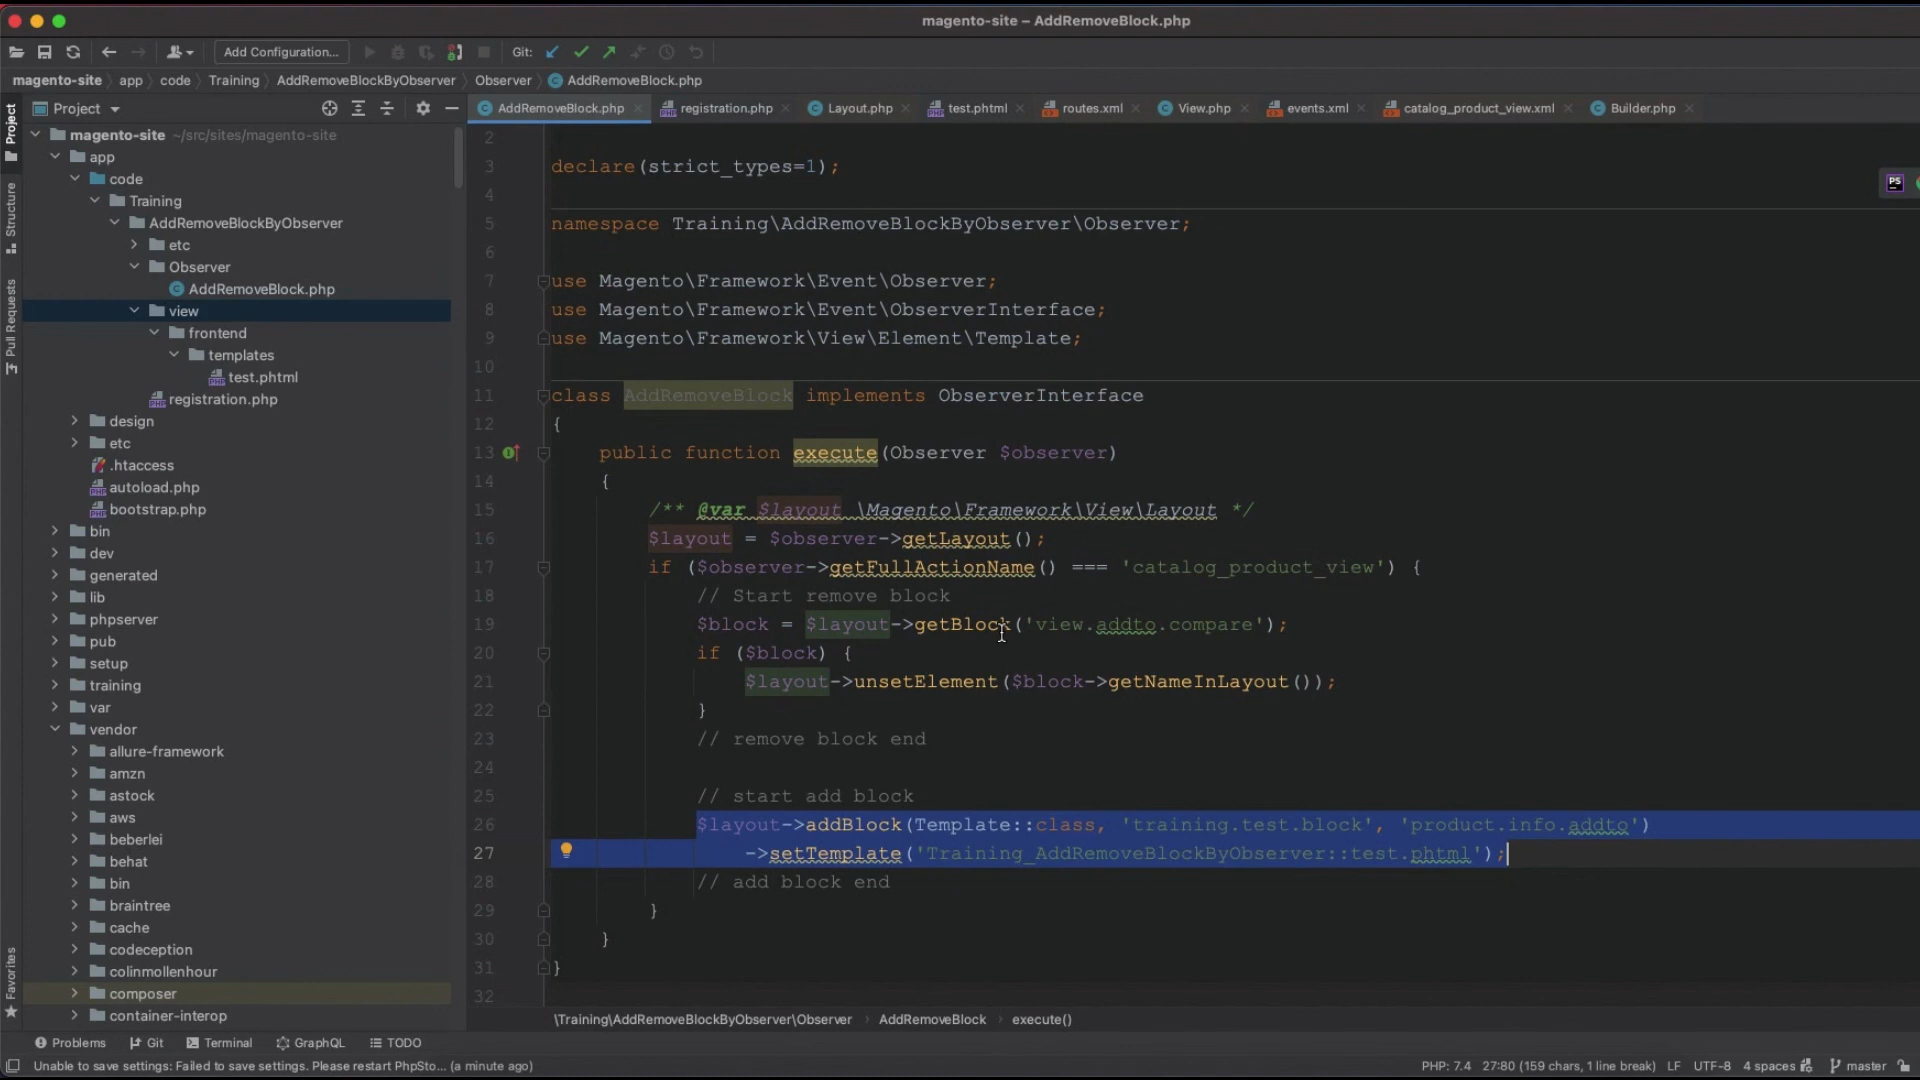 magento-site – AddRemoveBlock.php
Add Configuration...
Git:
magento-site
app
code
Training
AddRemoveBlockByObserver
Observer
AddRemoveBlock.php
Project
AddRemoveBlock.php
registration.php
Layout.php
test.phtml
routes.xml
View.php
events.xml
catalog_product_view.xml
Builder.php
Project
Structure
Pull Requests
Favorites
magento-site ~/src/sites/magento-site
app
code
Training
AddRemoveBlockByObserver
etc
Observer
AddRemoveBlock.php
view
frontend
templates
test.phtml
registration.php
design
etc
.htaccess
autoload.php
bootstrap.php
bin
dev
generated
lib
phpserver
pub
setup
training
var
vendor
allure-framework
amzn
astock
aws
beberlei
behat
bin
braintree
cache
codeception
colinmollenhour
composer
container-interop
2
3 declare(strict_types=1);
4
5 namespace Training\AddRemoveBlockByObserver\Observer;
6
7 use Magento\Framework\Event\Observer;
8 use Magento\Framework\Event\ObserverInterface;
9 use Magento\Framework\View\Element\Template;
10
11 class AddRemoveBlock implements ObserverInterface
12 {
13 public function execute(Observer $observer)
14 {
15 /** @var $layout \Magento\Framework\View\Layout */
16 $layout = $observer->getLayout();
17 if ($observer->getFullActionName() === 'catalog_product_view') {
18 // Start remove block
19 $block = $layout->getBlock('view.addto.compare');
20 if ($block) {
21 $layout->unsetElement($block->getNameInLayout());
22 }
23 // remove block end
24
25 // start add block
26 $layout->addBlock(Template::class, 'training.test.block', 'product.info.addto')
27 ->setTemplate('Training_AddRemoveBlockByObserver::test.phtml');
28 // add block end
29 }
30 }
31 }
32
PS
\Training\AddRemoveBlockByObserver\Observer
AddRemoveBlock
execute()
Problems
Git
Terminal
GraphQL
TODO
Unable to save settings: Failed to save settings. Please restart PhpSto... (a minute ago)
PHP: 7.4
27:80 (159 chars, 1 line break)
LF
UTF-8
4 spaces
master